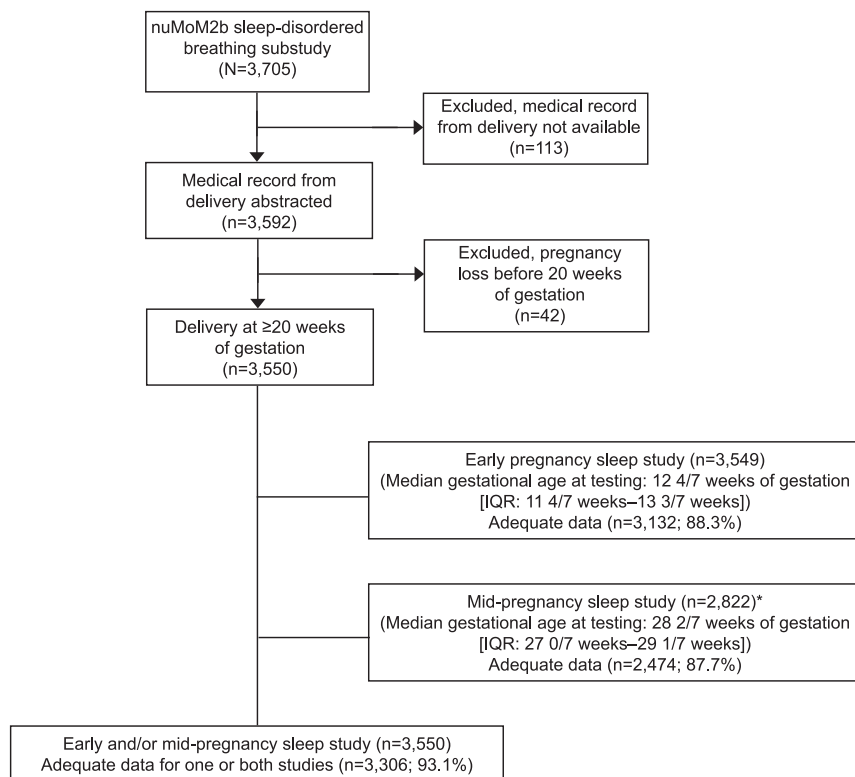 nuMoM2b sleep-disordered
breathing substudy
(N=3,705)
Excluded, medical record
from delivery not available
(n=113)
Medical record from
delivery abstracted
(n=3,592)
Excluded, pregnancy
loss before 20 weeks
of gestation
(n=42)
Delivery at ≥20 weeks
of gestation
(n=3,550)
Early pregnancy sleep study (n=3,549)
(Median gestational age at testing: 12 4/7 weeks of gestation
[IQR: 11 4/7 weeks–13 3/7 weeks])
Adequate data (n=3,132; 88.3%)
Mid-pregnancy sleep study (n=2,822)*
(Median gestational age at testing: 28 2/7 weeks of gestation
[IQR: 27 0/7 weeks–29 1/7 weeks])
Adequate data (n=2,474; 87.7%)
Early and/or mid-pregnancy sleep study (n=3,550)
Adequate data for one or both studies (n=3,306; 93.1%)